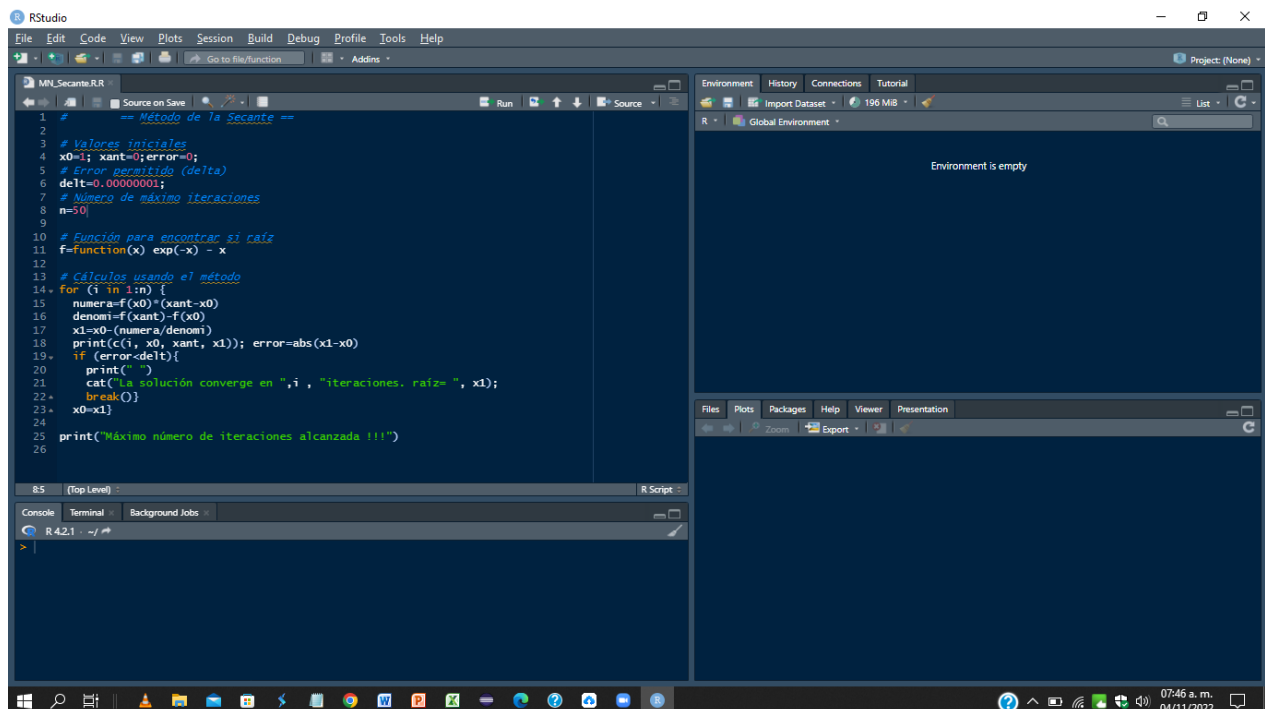 RStudio
File Edit Code View Plots Session Build Debug Profile Tools Help
Go to file/function Addins Project: (None)
MN_Secante.R.R
Source on Save Run Source
1 # == Método de la Secante ==
2
3 # Valores iniciales
4 x0=1; xant=0;error=0;
5 # Error permitido (delta)
6 delt=0.00000001;
7 # Número de máximo iteraciones
8 n=50
9
10 # Función para encontrar si raíz
11 f=function(x) exp(-x) - x
12
13 # Cálculos usando el método
14 for (i in 1:n) {
15 numera=f(x0)*(xant-x0)
16 denomi=f(xant)-f(x0)
17 x1=x0-(numera/denomi)
18 print(c(i, x0, xant, x1)); error=abs(x1-x0)
19 if (error<delt){
20 print(" ")
21 cat("La solución converge en ",i , "iteraciones. raíz= ", x1);
22 break()}
23 x0=x1}
24
25 print("Máximo número de iteraciones alcanzada !!!")
26
8:5 (Top Level) R Script
Console Terminal Background Jobs
R 4.2.1 · ~/
>
Environment History Connections Tutorial
Import Dataset 196 MiB List
R Global Environment
Environment is empty
Files Plots Packages Help Viewer Presentation
Zoom Export
07:46 a. m.
04/11/2022